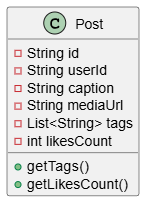 C Post
String id
String userId
String caption
String mediaUrl
List<String> tags
int likesCount
getTags()
getLikesCount()